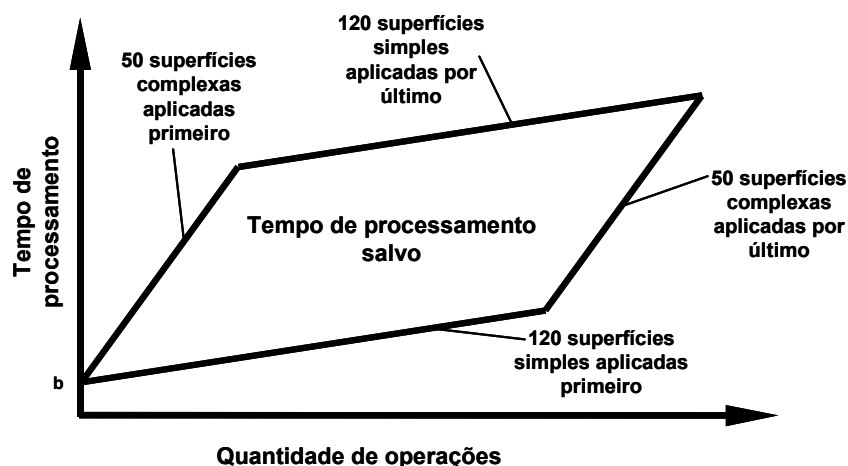 120 superfícies
simples
aplicadas por
último
50 superfícies
complexas
aplicadas
primeiro
Tempo de
processamento
50 superfícies
complexas
aplicadas por
último
Tempo de processamento
salvo
120 superfícies
simples aplicadas
primeiro
b
Quantidade de operações